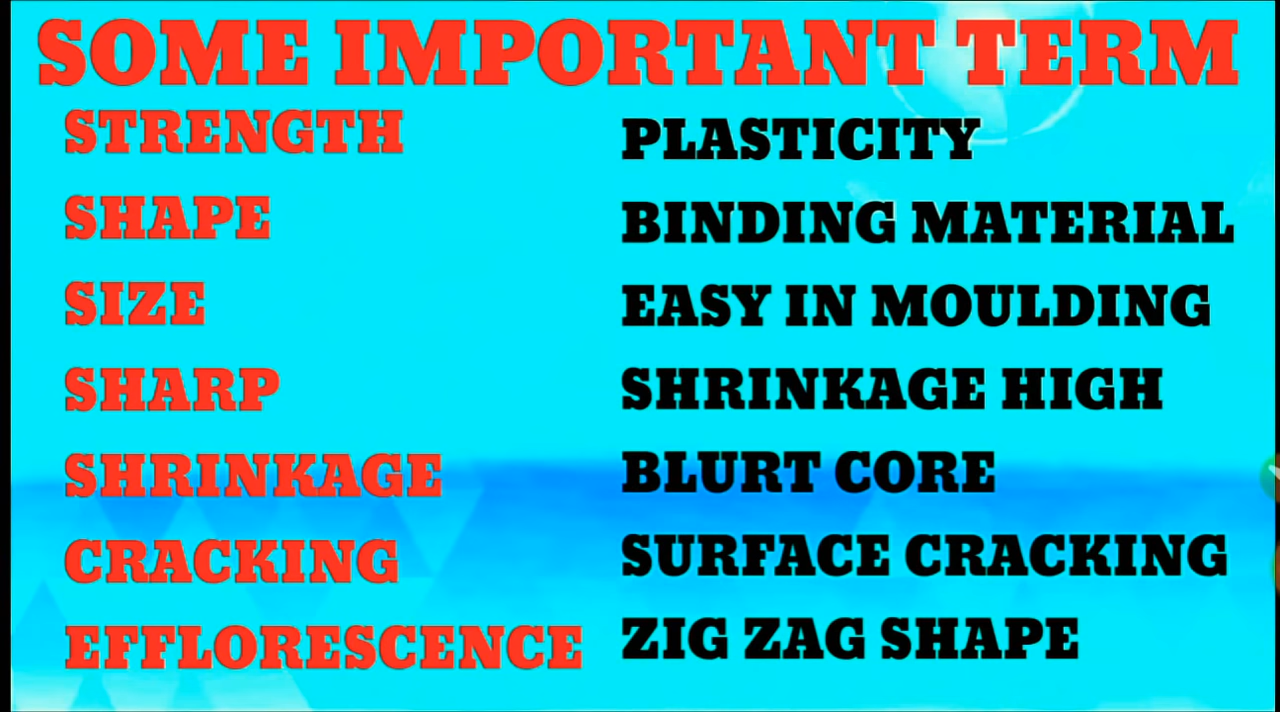 SOME IMPORTANT TERM
STRENGTH
SHAPE
SIZE
SHARP
SHRINKAGE
CRACKING
EFFLORESCENCE
PLASTICITY
BINDING MATERIAL
EASY IN MOULDING
SHRINKAGE HIGH
BLURT CORE
SURFACE CRACKING
ZIG ZAG SHAPE